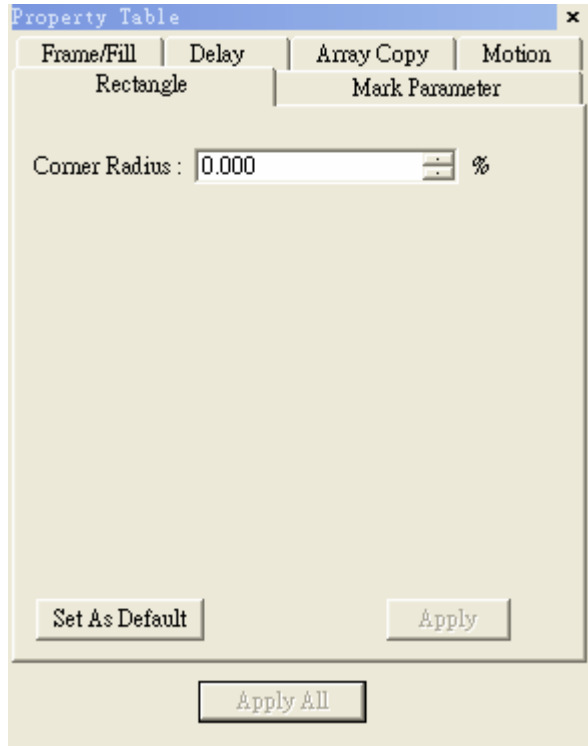 Property Table
Frame/Fill Delay Array Copy Motion
Rectangle Mark Parameter
Corner Radius : 0.000 %
Set As Default Apply
Apply All